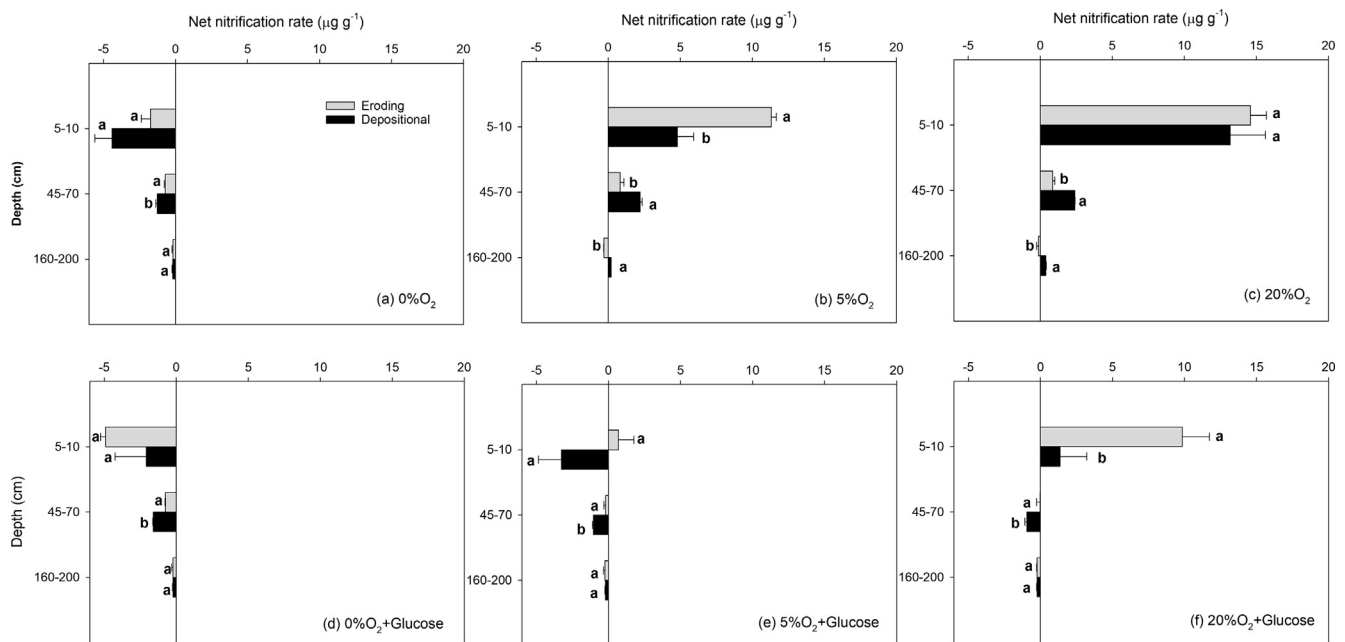 Net nitrification rate (µg g⁻¹)
-5 0 5 10 15 20
Depth (cm)
5-10
45-70
160-200
a
a
a
b
a
a
Eroding
Depositional
(a) 0%O₂
Net nitrification rate (µg g⁻¹)
-5 0 5 10 15 20
5-10
45-70
160-200
a
b
b
a
b
a
(b) 5%O₂
Net nitrification rate (µg g⁻¹)
-5 0 5 10 15 20
5-10
45-70
160-200
a
a
b
a
b
a
(c) 20%O₂
-5 0 5 10 15 20
Depth (cm)
5-10
45-70
160-200
a
a
a
b
a
a
(d) 0%O₂+Glucose
-5 0 5 10 15 20
5-10
45-70
160-200
a
a
a
b
a
a
(e) 5%O₂+Glucose
-5 0 5 10 15 20
5-10
45-70
160-200
a
b
a
b
a
a
(f) 20%O₂+Glucose